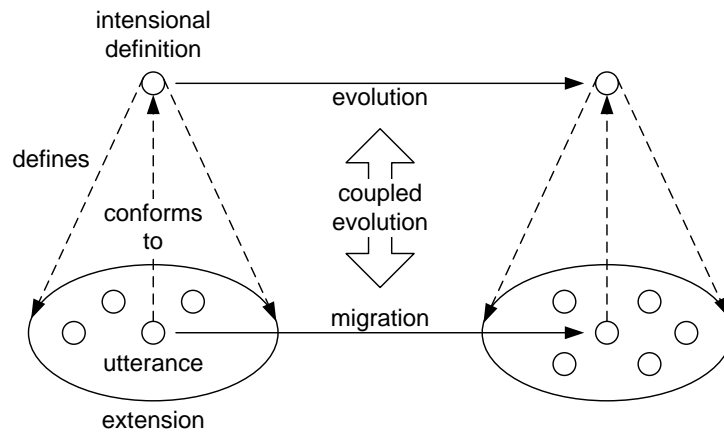 intensional
definition
evolution
defines
coupled
evolution
conforms
to
migration
utterance
extension